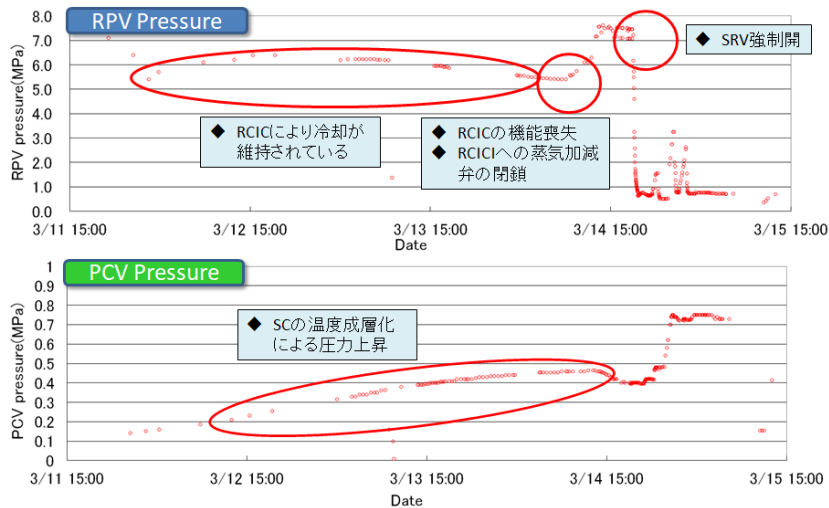 RPV Pressure
8.0
7.0
6.0
5.0
4.0
3.0
2.0
1.0
0.0
RPV pressure(MPa)
◆ SRV強制開
◆ RCICにより冷却が
維持されている
◆ RCICの機能喪失
◆ RCICIへの蒸気加減
弁の閉鎖
3/11 15:00
3/12 15:00
3/13 15:00
3/14 15:00
3/15 15:00
Date
PCV Pressure
1
0.9
0.8
0.7
0.6
0.5
0.4
0.3
0.2
0.1
0
PCV pressure(MPa)
◆ SCの温度成層化
による圧力上昇
3/11 15:00
3/12 15:00
3/13 15:00
3/14 15:00
3/15 15:00
Date